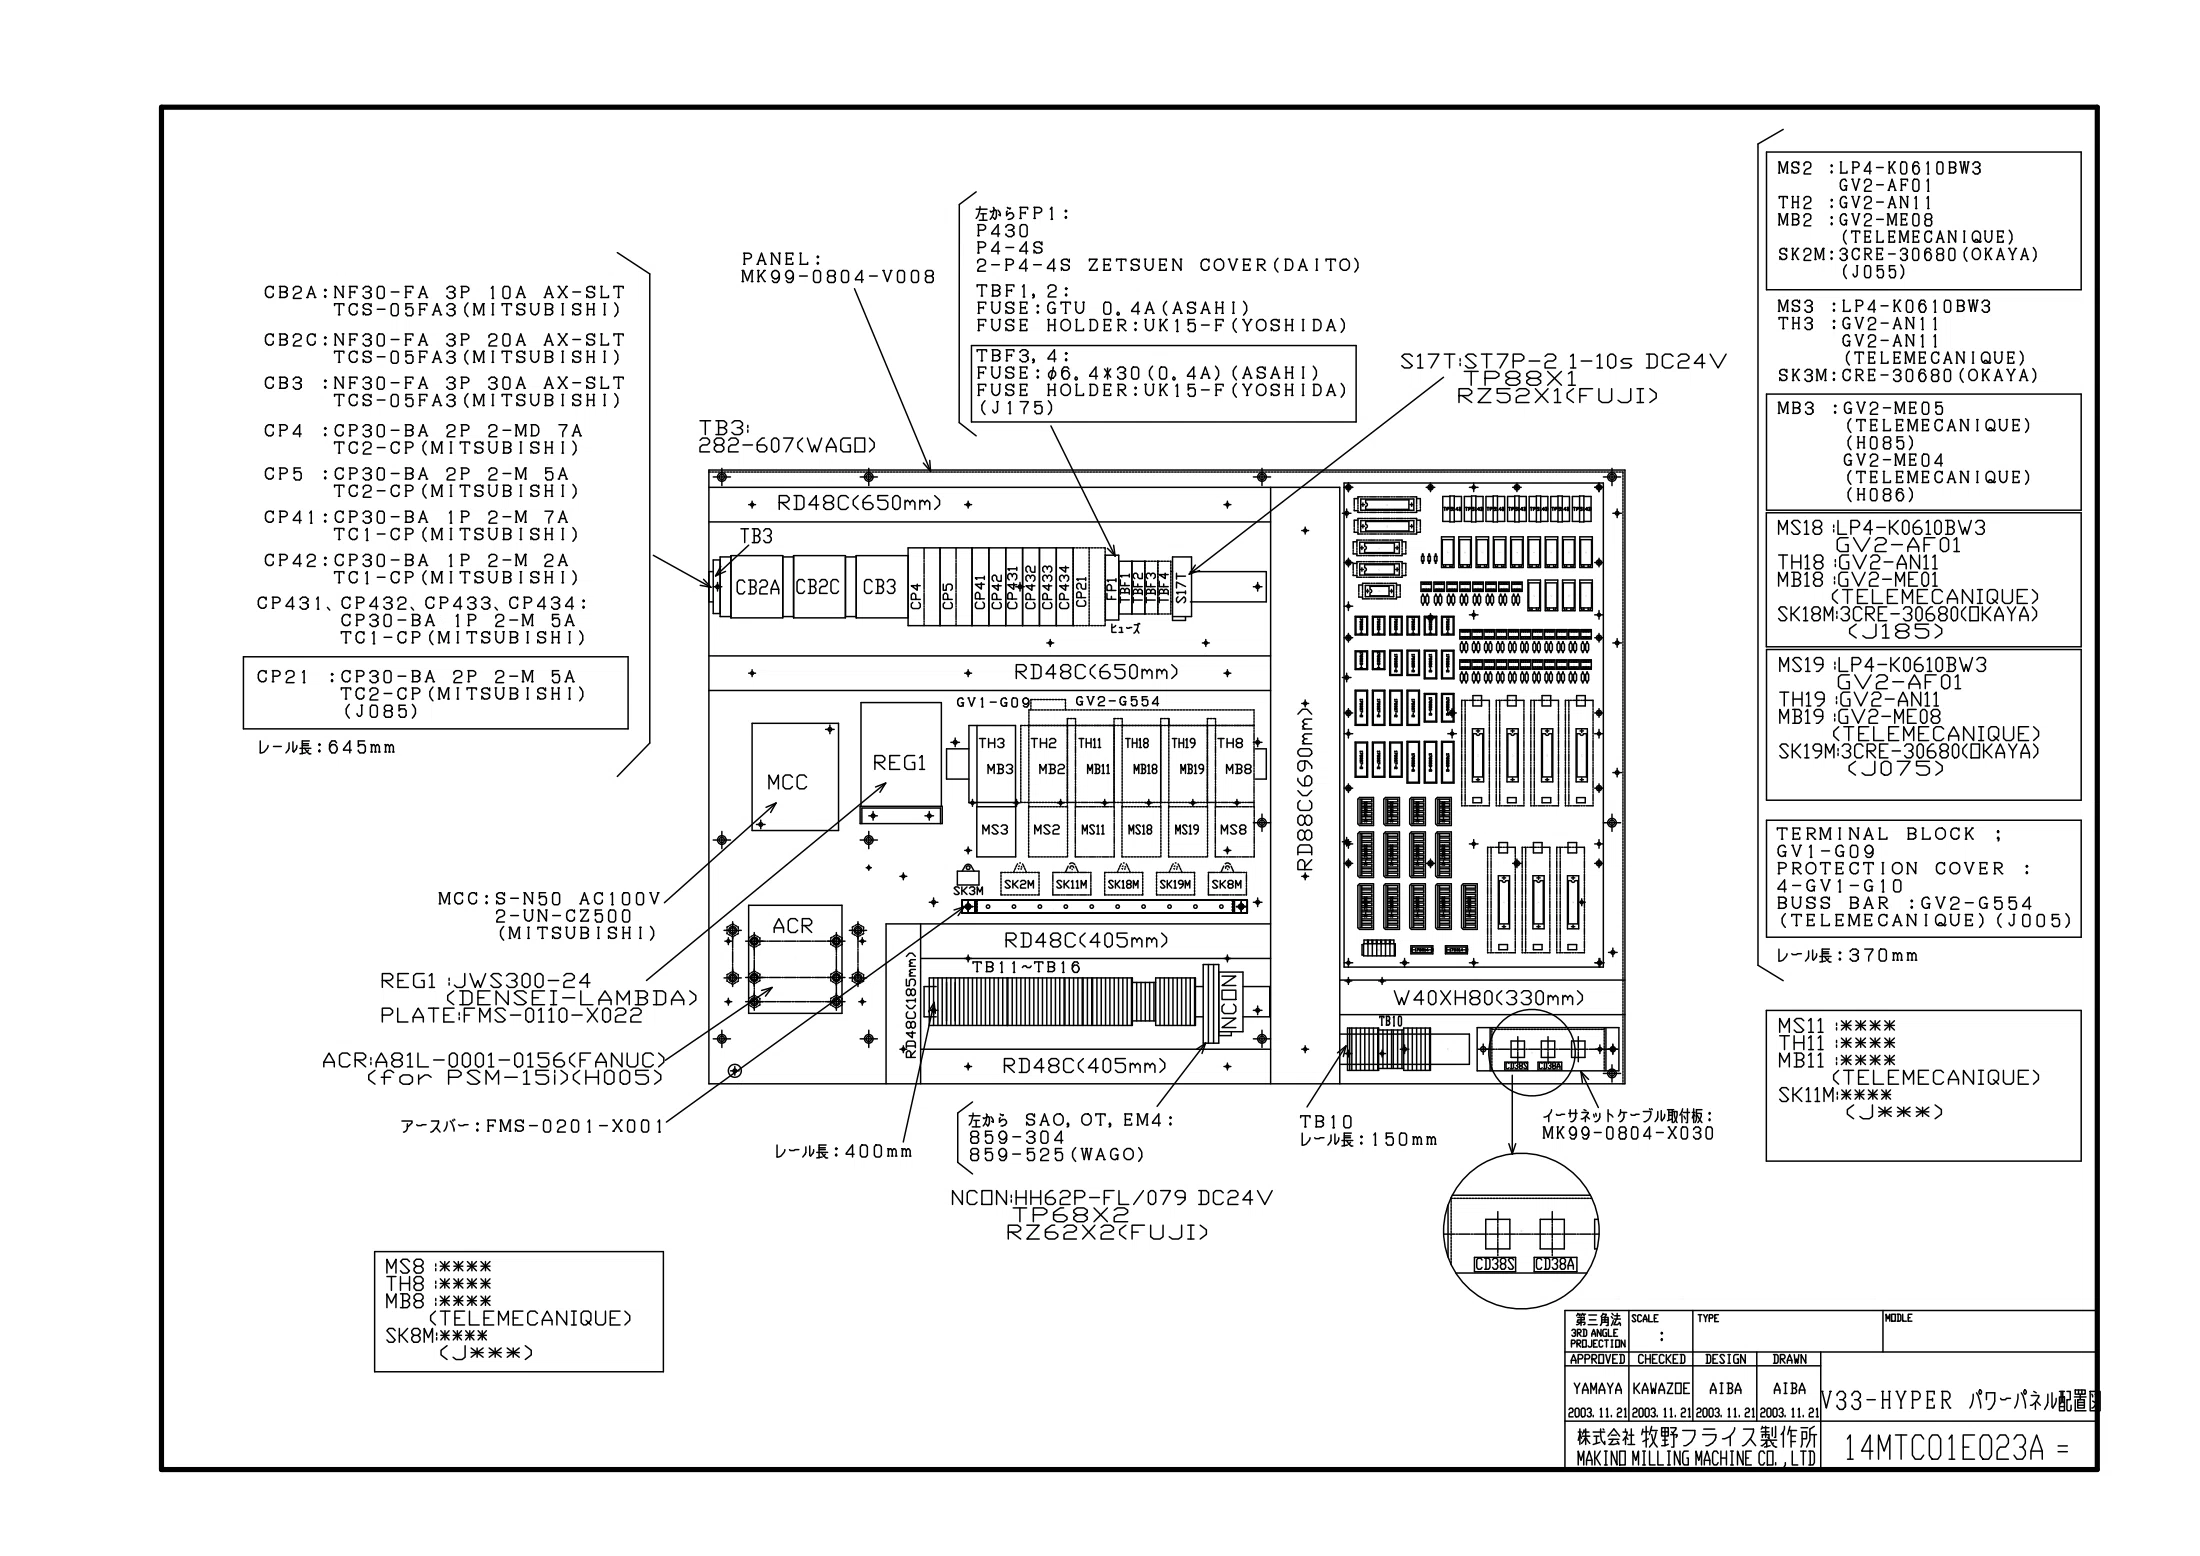 CB2A:NF30-FA 3P 10A AX-SLT
TCS-05FA3(MITSUBISHI)
CB2C:NF30-FA 3P 20A AX-SLT
TCS-05FA3(MITSUBISHI)
CB3 :NF30-FA 3P 30A AX-SLT
TCS-05FA3(MITSUBISHI)
CP4 :CP30-BA 2P 2-MD 7A
TC2-CP(MITSUBISHI)
CP5 :CP30-BA 2P 2-M 5A
TC2-CP(MITSUBISHI)
CP41:CP30-BA 1P 2-M 7A
TC1-CP(MITSUBISHI)
CP42:CP30-BA 1P 2-M 2A
TC1-CP(MITSUBISHI)
CP431、CP432、CP433、CP434:
CP30-BA 1P 2-M 5A
TC1-CP(MITSUBISHI)
CP21 :CP30-BA 2P 2-M 5A
TC2-CP(MITSUBISHI)
(J085)
レール長:645mm
PANEL:
MK99-0804-V008
左からFP1:
P430
P4-4S
2-P4-4S ZETSUEN COVER(DAITO)
TBF1,2:
FUSE:GTU 0.4A(ASAHI)
FUSE HOLDER:UK15-F(YOSHIDA)
TBF3,4:
FUSE:φ6.4*30(0.4A)(ASAHI)
FUSE HOLDER:UK15-F(YOSHIDA)
(J175)
S17T:ST7P-2 1-10s DC24V
TP88X1
RZ52X1(FUJI)
TB3:
282-607(WAGO)
RD48C(650mm)
TB3
CB2A
CB2C
CB3
CP4
CP5
CP41
CP42
CP431
CP432
CP433
CP434
CP21
FP1
TBF1
TBF2
TBF3
TBF4
S17T
ヒューズ
RD48C(650mm)
GV1-G09
GV2-G554
MCC
REG1
TH3
MB3
TH2
MB2
TH11
MB11
TH18
MB18
TH19
MB19
TH8
MB8
MS3
MS2
MS11
MS18
MS19
MS8
SK3M
SK2M
SK11M
SK18M
SK19M
SK8M
RD88C(690mm)
ACR
RD48C(405mm)
RD48C(185mm)
TB11~TB16
NCON
RD48C(405mm)
W40XH80(330mm)
TB10
CD38S
CD38A
MCC:S-N50 AC100V
2-UN-CZ500
(MITSUBISHI)
REG1 :JWS300-24
(DENSEI-LAMBDA)
PLATE:FMS-0110-X022
ACR:A81L-0001-0156(FANUC)
(for PSM-15i)(H005)
アースバー:FMS-0201-X001
レール長:400mm
左から SAO,OT,EM4:
859-304
859-525(WAGO)
NCON:HH62P-FL/079 DC24V
TP68X2
RZ62X2(FUJI)
TB10
レール長:150mm
イーサネットケーブル取付板:
MK99-0804-X030
CD38S
CD38A
MS2 :LP4-K0610BW3
GV2-AF01
TH2 :GV2-AN11
MB2 :GV2-ME08
(TELEMECANIQUE)
SK2M:3CRE-30680(OKAYA)
(J055)
MS3 :LP4-K0610BW3
TH3 :GV2-AN11
GV2-AN11
(TELEMECANIQUE)
SK3M:CRE-30680(OKAYA)
MB3 :GV2-ME05
(TELEMECANIQUE)
(H085)
GV2-ME04
(TELEMECANIQUE)
(H086)
MS18 :LP4-K0610BW3
GV2-AF01
TH18 :GV2-AN11
MB18 :GV2-ME01
(TELEMECANIQUE)
SK18M:3CRE-30680(OKAYA)
(J185)
MS19 :LP4-K0610BW3
GV2-AF01
TH19 :GV2-AN11
MB19 :GV2-ME08
(TELEMECANIQUE)
SK19M:3CRE-30680(OKAYA)
(J075)
TERMINAL BLOCK ;
GV1-G09
PROTECTION COVER :
4-GV1-G10
BUSS BAR :GV2-G554
(TELEMECANIQUE)(J005)
レール長:370mm
MS11 :****
TH11 :****
MB11 :****
(TELEMECANIQUE)
SK11M:****
(J***)
MS8 :****
TH8 :****
MB8 :****
(TELEMECANIQUE)
SK8M:****
(J***)
第三角法
3RD ANGLE
PROJECTION
SCALE
:
TYPE
MODLE
APPROVED CHECKED DESIGN DRAWN
YAMAYA KAWAZOE AIBA AIBA
2003.11.21 2003.11.21 2003.11.21 2003.11.21
V33-HYPER パワーパネル配置図
株式会社 牧野フライス製作所
MAKINO MILLING MACHINE CO.,LTD
14MTC01E023A =